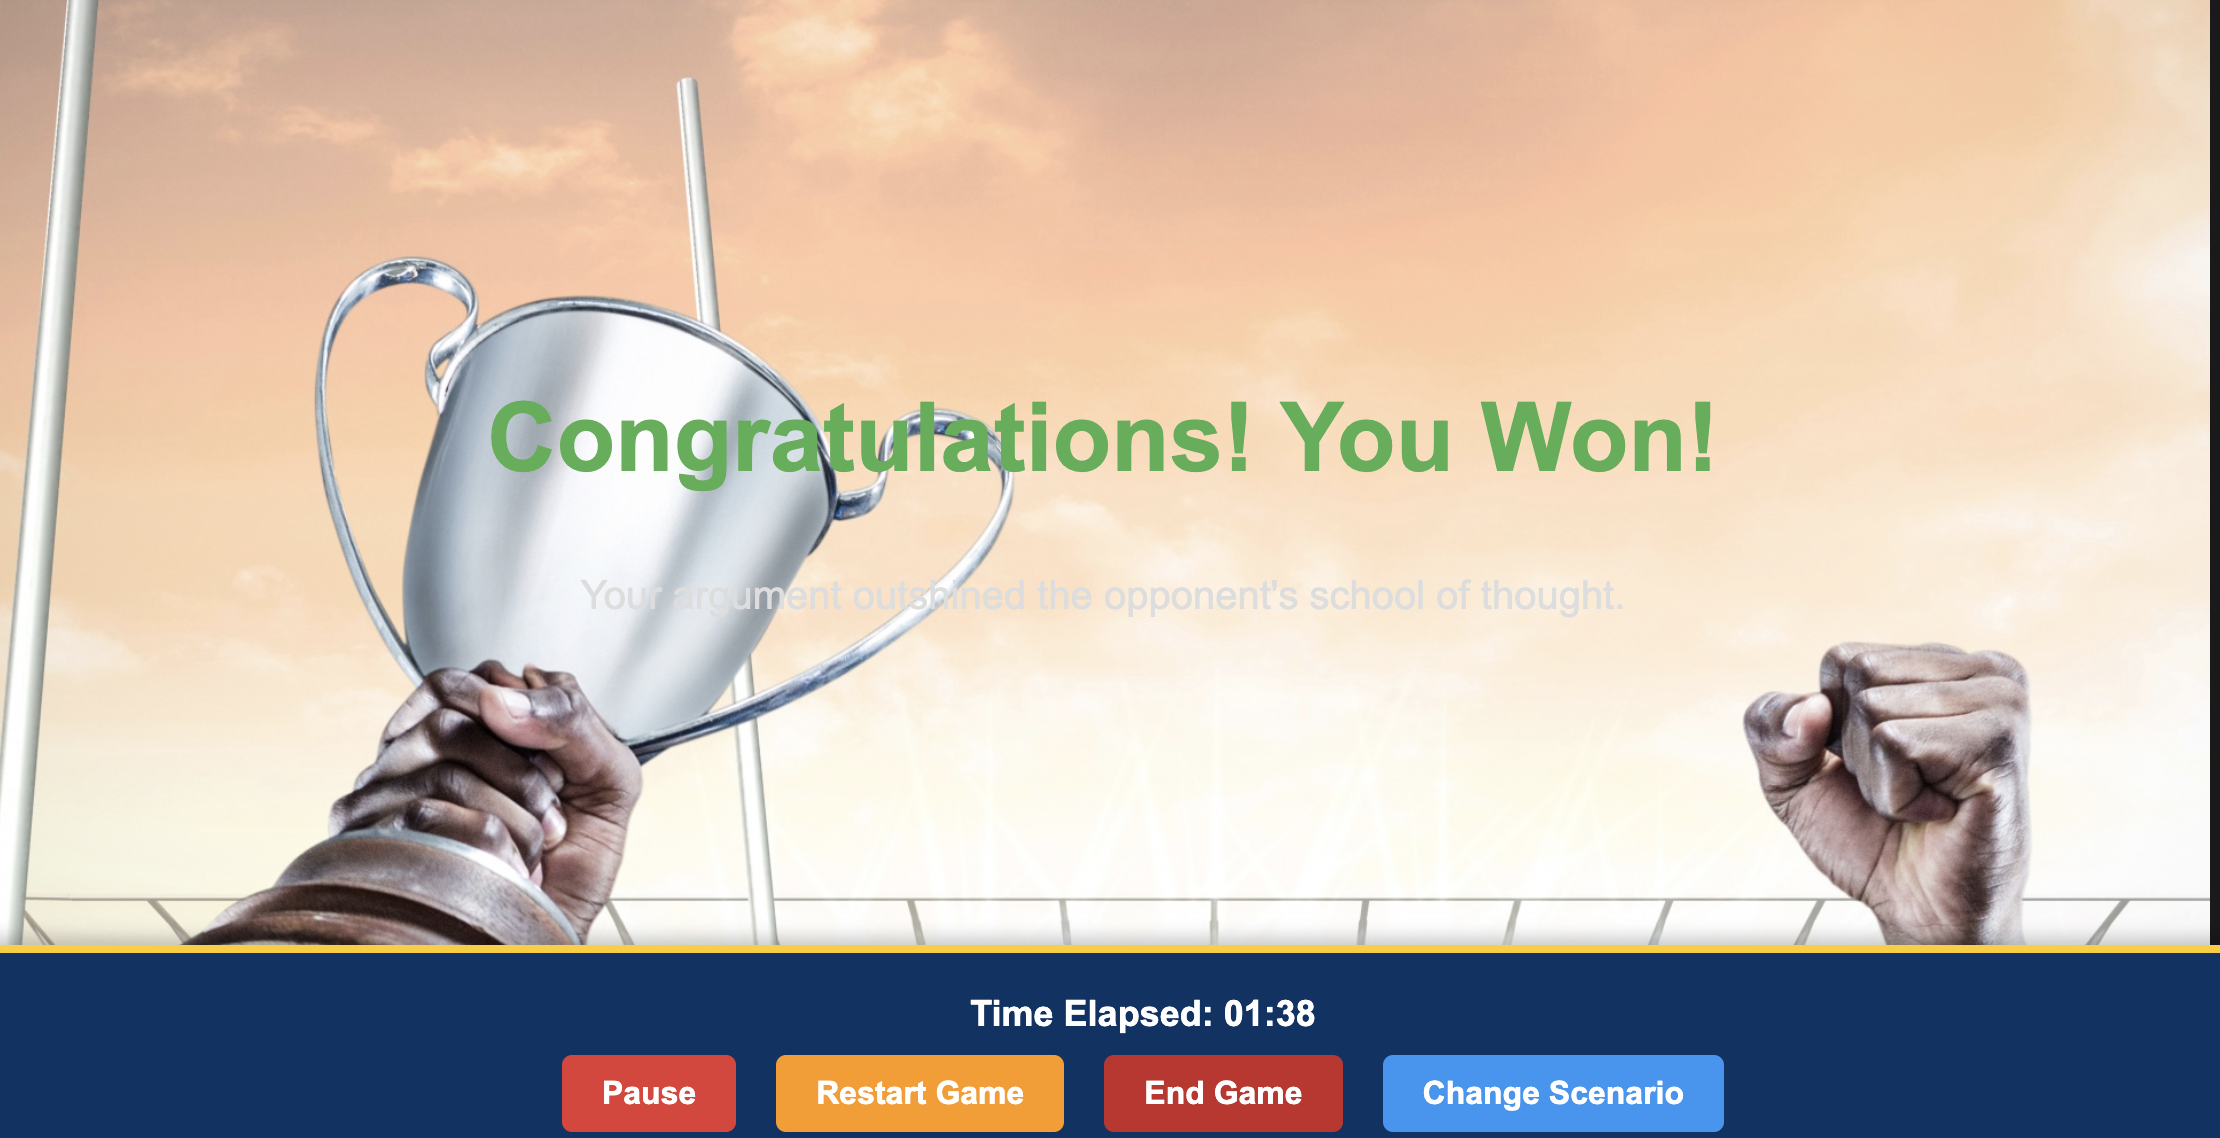 Congratulations! You Won!
Your argument outshined the opponent's school of thought.
Time Elapsed: 01:38
Pause
Restart Game
End Game
Change Scenario